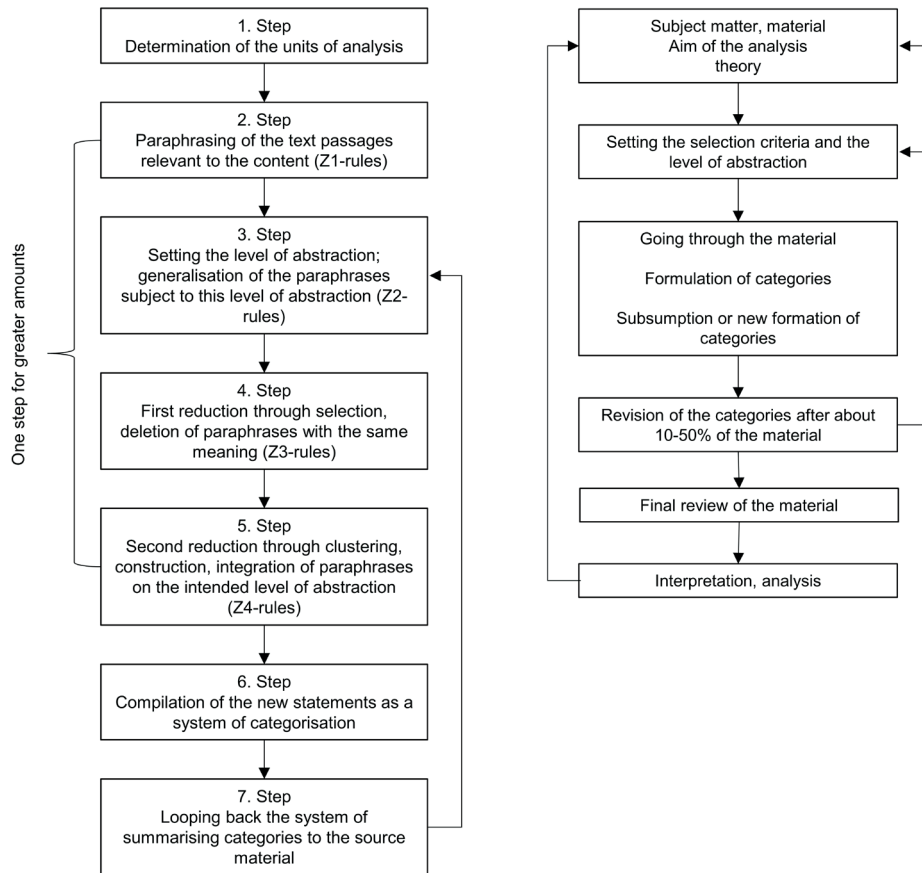 1. Step
Determination of the units of analysis
2. Step
Paraphrasing of the text passages
relevant to the content (Z1-rules)
3. Step
Setting the level of abstraction;
generalisation of the paraphrases
subject to this level of abstraction (Z2-
rules)
4. Step
First reduction through selection,
deletion of paraphrases with the same
meaning (Z3-rules)
5. Step
Second reduction through clustering,
construction, integration of paraphrases
on the intended level of abstraction
(Z4-rules)
6. Step
Compilation of the new statements as a
system of categorisation
7. Step
Looping back the system of
summarising categories to the source
material
One step for greater amounts
Subject matter, material
Aim of the analysis
theory
Setting the selection criteria and the
level of abstraction
Going through the material
Formulation of categories
Subsumption or new formation of
categories
Revision of the categories after about
10-50% of the material
Final review of the material
Interpretation, analysis